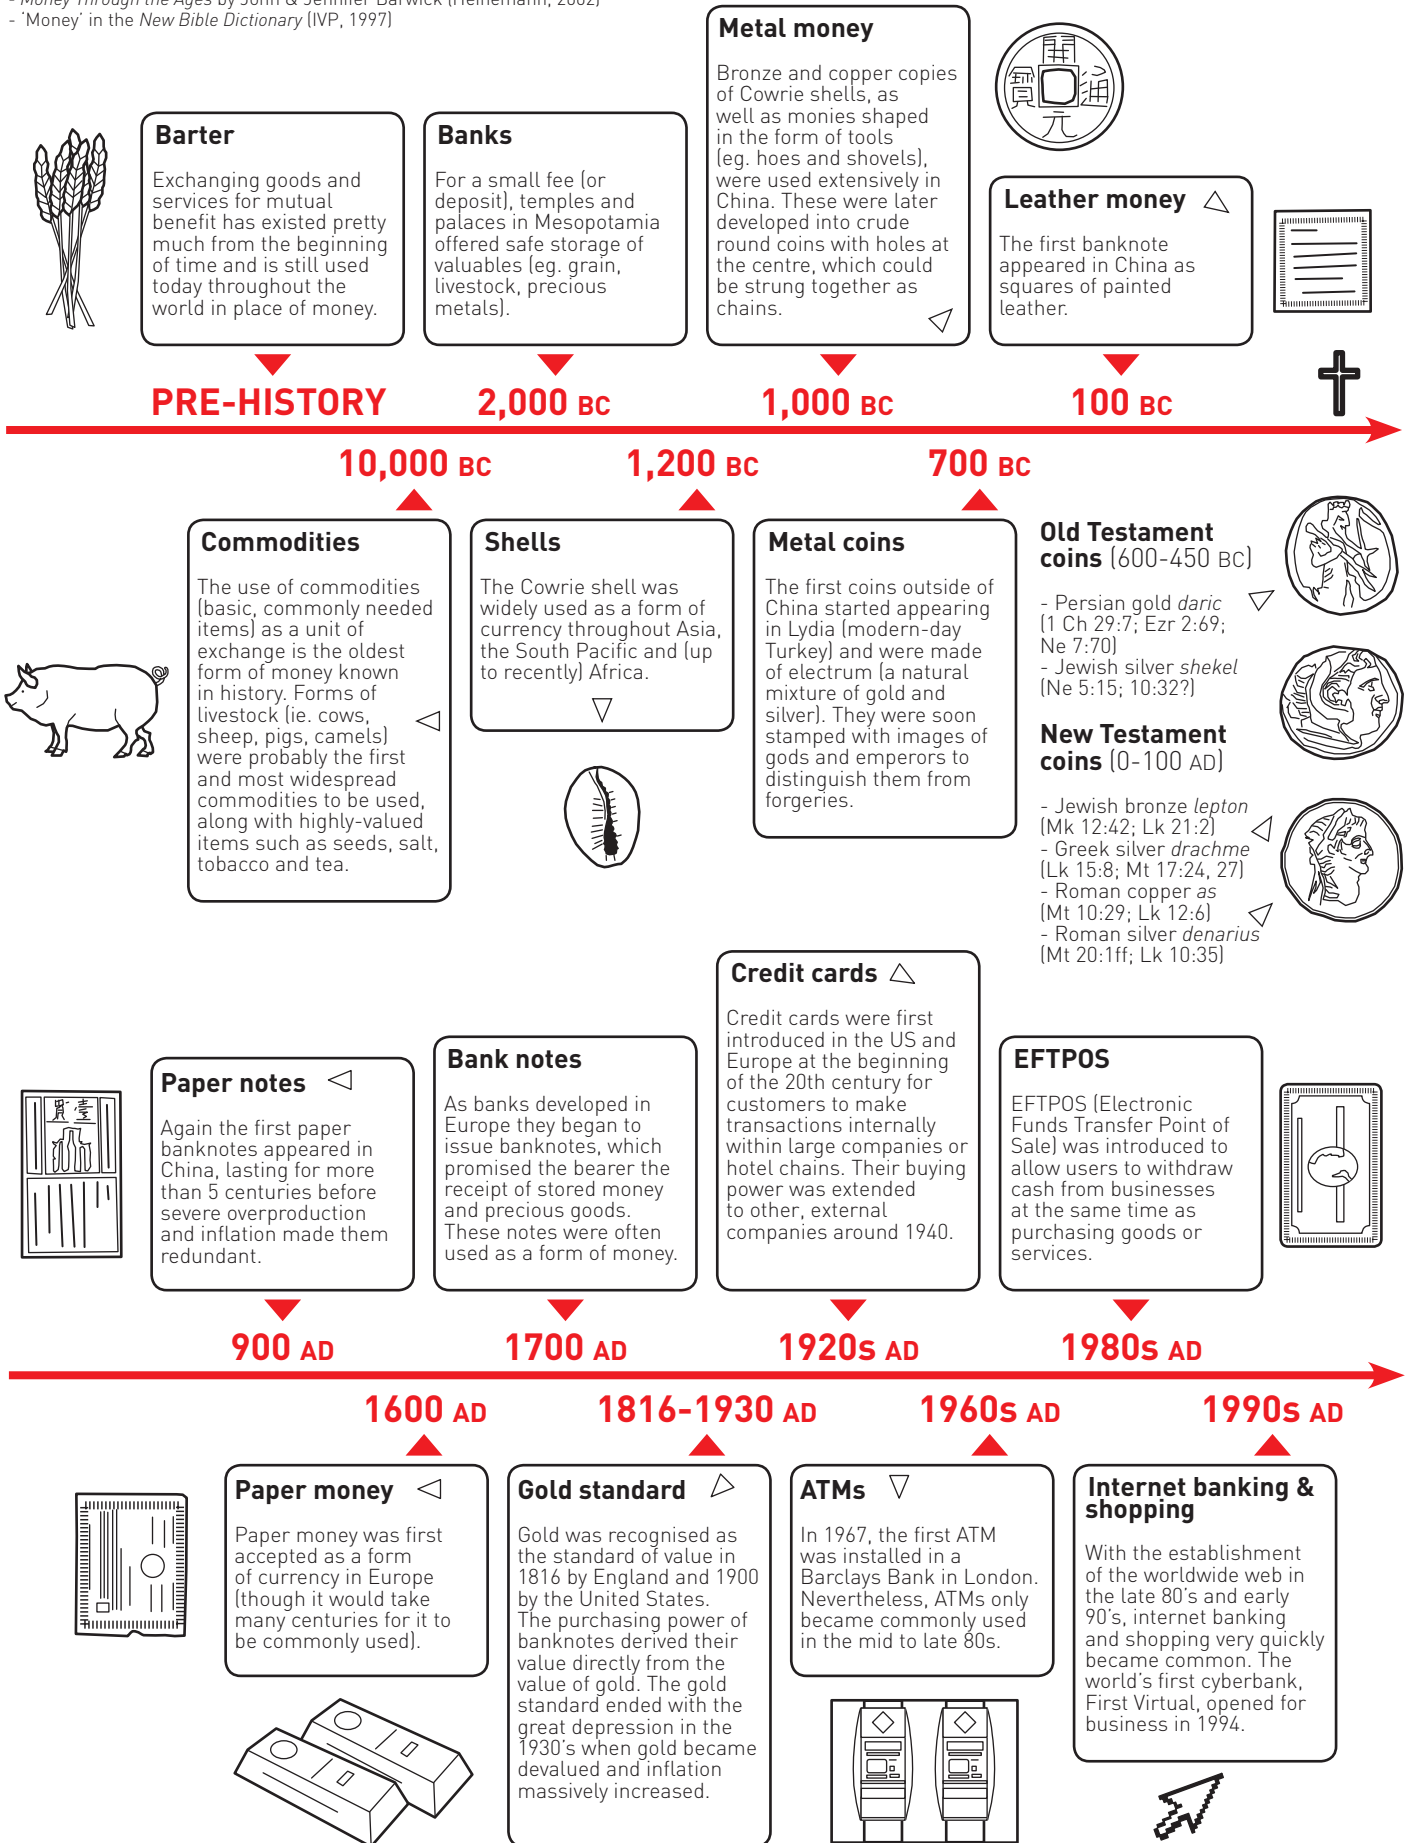 - Money Through the Ages by John & Jennifer Barwick (Heinemann, 2002)
- 'Money' in the New Bible Dictionary (IVP, 1997)
Barter
Exchanging goods and
services for mutual
benefit has existed pretty
much from the beginning
of time and is still used
today throughout the
world in place of money.
Banks
For a small fee (or
deposit), temples and
palaces in Mesopotamia
offered safe storage of
valuables (eg. grain,
livestock, precious
metals).
Metal money
Bronze and copper copies
of Cowrie shells, as
well as monies shaped
in the form of tools
(eg. hoes and shovels),
were used extensively in
China. These were later
developed into crude
round coins with holes at
the centre, which could
be strung together as
chains.
開
寶 通
元
Leather money
The first banknote
appeared in China as
squares of painted
leather.
PRE-HISTORY
2,000 BC
1,000 BC
100 BC
10,000 BC
1,200 BC
700 BC
Commodities
The use of commodities
(basic, commonly needed
items) as a unit of
exchange is the oldest
form of money known
in history. Forms of
livestock (ie. cows,
sheep, pigs, camels)
were probably the first
and most widespread
commodities to be used,
along with highly-valued
items such as seeds, salt,
tobacco and tea.
Shells
The Cowrie shell was
widely used as a form of
currency throughout Asia,
the South Pacific and (up
to recently) Africa.
Metal coins
The first coins outside of
China started appearing
in Lydia (modern-day
Turkey) and were made
of electrum (a natural
mixture of gold and
silver). They were soon
stamped with images of
gods and emperors to
distinguish them from
forgeries.
Old Testament
coins (600-450 BC)
- Persian gold daric
(1 Ch 29:7; Ezr 2:69;
Ne 7:70)
- Jewish silver shekel
(Ne 5:15; 10:32?)
New Testament
coins (0-100 AD)
- Jewish bronze lepton
(Mk 12:42; Lk 21:2)
- Greek silver drachme
(Lk 15:8; Mt 17:24, 27)
- Roman copper as
(Mt 10:29; Lk 12:6)
- Roman silver denarius
(Mt 20:1ff; Lk 10:35)
Paper notes
Again the first paper
banknotes appeared in
China, lasting for more
than 5 centuries before
severe overproduction
and inflation made them
redundant.
Bank notes
As banks developed in
Europe they began to
issue banknotes, which
promised the bearer the
receipt of stored money
and precious goods.
These notes were often
used as a form of money.
Credit cards
Credit cards were first
introduced in the US and
Europe at the beginning
of the 20th century for
customers to make
transactions internally
within large companies or
hotel chains. Their buying
power was extended
to other, external
companies around 1940.
EFTPOS
EFTPOS (Electronic
Funds Transfer Point of
Sale) was introduced to
allow users to withdraw
cash from businesses
at the same time as
purchasing goods or
services.
900 AD
1700 AD
1920s AD
1980s AD
1600 AD
1816-1930 AD
1960s AD
1990s AD
Paper money
Paper money was first
accepted as a form
of currency in Europe
(though it would take
many centuries for it to
be commonly used).
Gold standard
Gold was recognised as
the standard of value in
1816 by England and 1900
by the United States.
The purchasing power of
banknotes derived their
value directly from the
value of gold. The gold
standard ended with the
great depression in the
1930's when gold became
devalued and inflation
massively increased.
ATMs
In 1967, the first ATM
was installed in a
Barclays Bank in London.
Nevertheless, ATMs only
became commonly used
in the mid to late 80s.
Internet banking &
shopping
With the establishment
of the worldwide web in
the late 80's and early
90's, internet banking
and shopping very quickly
became common. The
world's first cyberbank,
First Virtual, opened for
business in 1994.